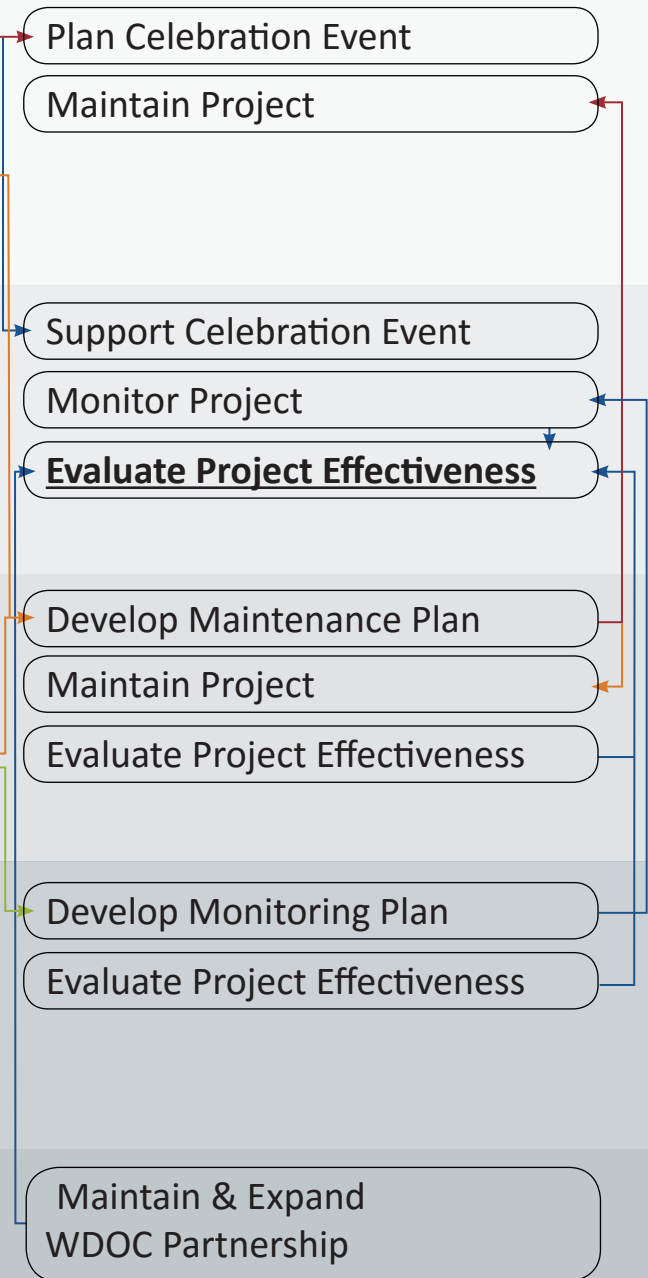 Plan Celebration Event
Maintain Project
Support Celebration Event
Monitor Project
Evaluate Project Effectiveness
Develop Maintenance Plan
Maintain Project
Evaluate Project Effectiveness
Develop Monitoring Plan
Evaluate Project Effectiveness
Maintain & Expand
WDOC Partnership